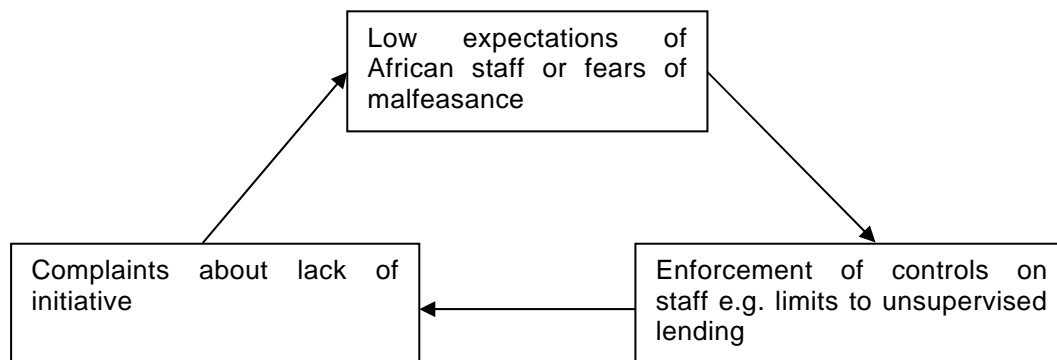 Low expectations of
African staff or fears of
malfeasance
Complaints about lack of
initiative
Enforcement of controls on
staff e.g. limits to unsupervised
lending